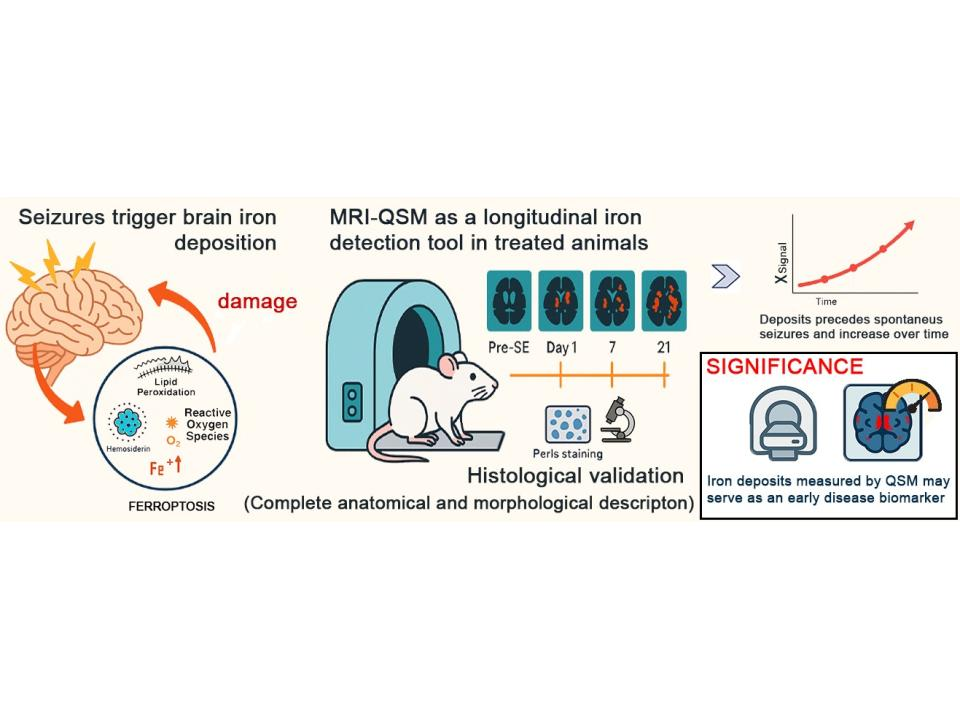 Seizures trigger brain iron
deposition
damage
Lipid
Peroxidation
Hemosiderin
Reactive
Oxygen
Species
O₂
Fe⁺↑
FERROPTOSIS
MRI-QSM as a longitudinal iron
detection tool in treated animals
Pre-SE Day 1 7 21
Perls staining
Histological validation
(Complete anatomical and morphological descripton)
X Signal
Time
Deposits precedes spontaneus
seizures and increase over time
SIGNIFICANCE
Iron deposits measured by QSM may
serve as an early disease biomarker